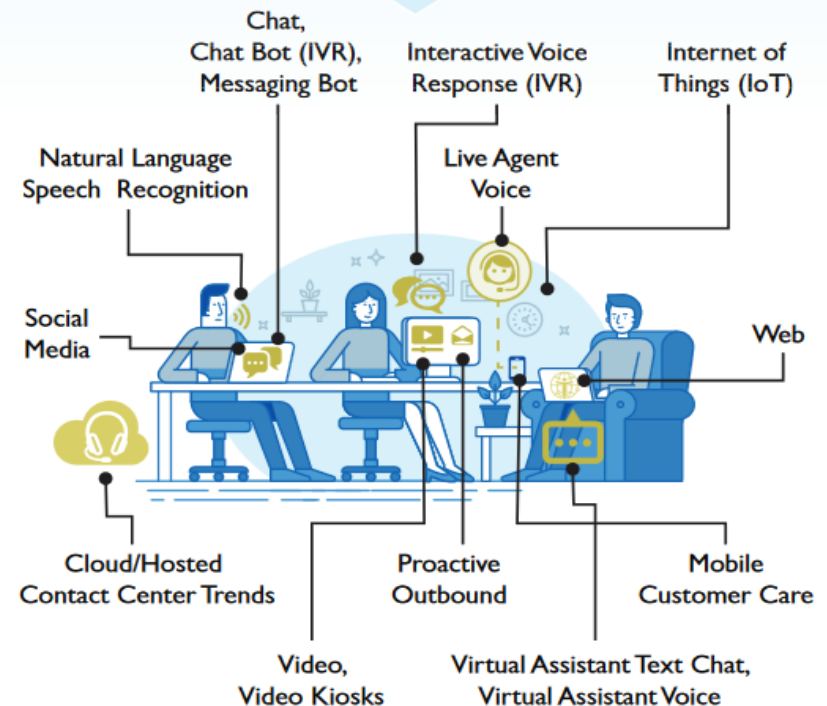 Chat,
Chat Bot (IVR),
Messaging Bot
Interactive Voice
Response (IVR)
Internet of
Things (IoT)
Natural Language
Speech Recognition
Live Agent
Voice
Social
Media
Web
Cloud/Hosted
Contact Center Trends
Proactive
Outbound
Mobile
Customer Care
Video,
Video Kiosks
Virtual Assistant Text Chat,
Virtual Assistant Voice